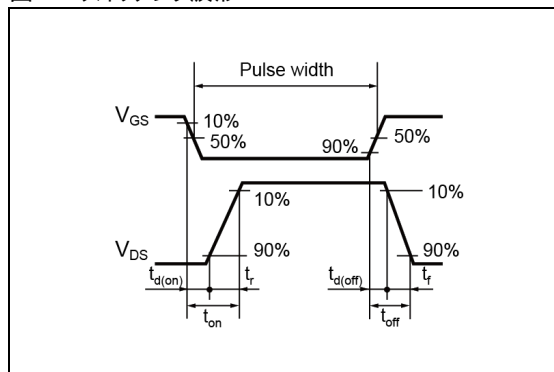 Pulse width
VGS
10%
50%
90%
50%
10%
10%
VDS
90%
90%
td(on)
tr
td(off)
tf
ton
toff